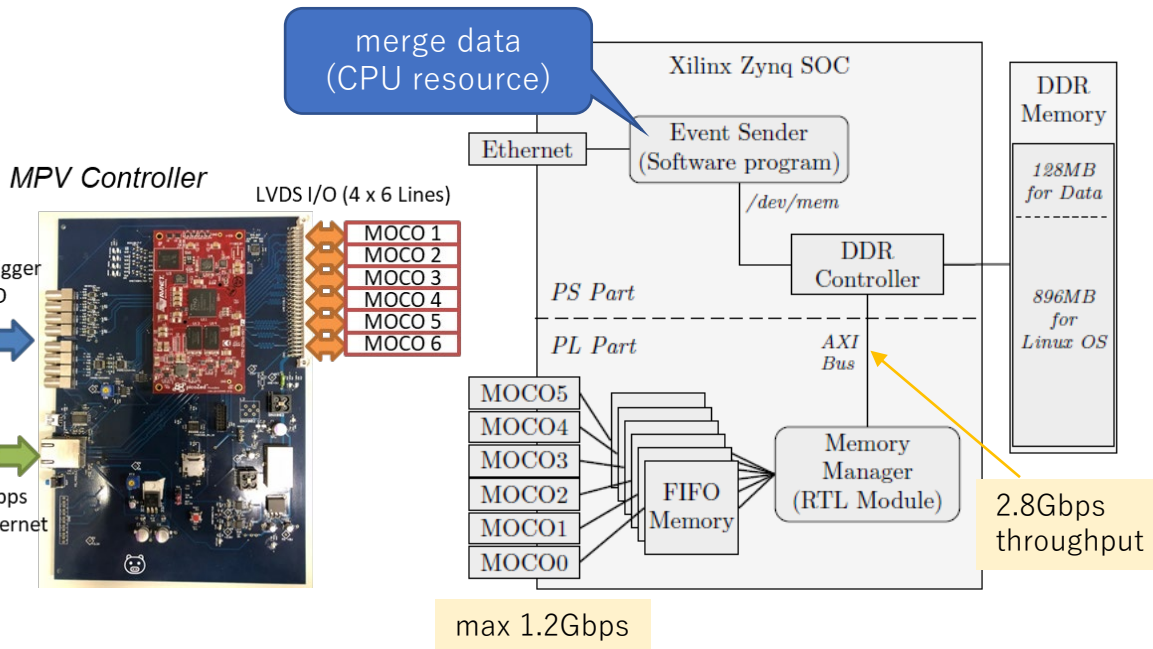 merge data
(CPU resource)
Xilinx Zynq SOC
DDR
Memory
Ethernet
Event Sender
(Software program)
128MB
for Data
/dev/mem
MPV Controller
LVDS I/O (4 x 6 Lines)
MOCO 1
MOCO 2
MOCO 3
MOCO 4
MOCO 5
MOCO 6
DDR
Controller
896MB
for
Linux OS
PS Part
PL Part
AXI
Bus
MOCO5
MOCO4
MOCO3
MOCO2
MOCO1
MOCO0
FIFO
Memory
Memory
Manager
(RTL Module)
2.8Gbps
throughput
max 1.2Gbps